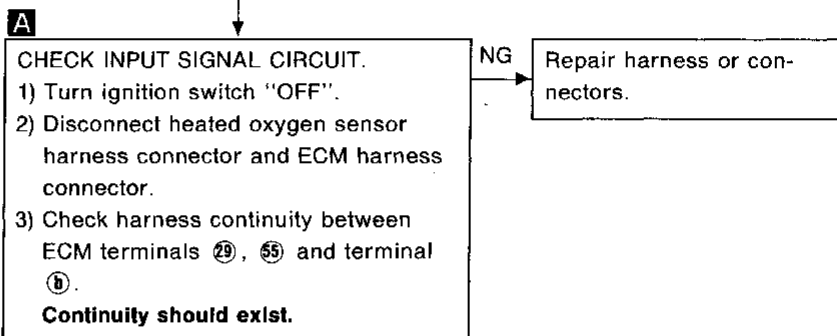 A
CHECK INPUT SIGNAL CIRCUIT.
1) Turn ignition switch "OFF".
2) Disconnect heated oxygen sensor
harness connector and ECM harness
connector.
3) Check harness continuity between
ECM terminals ㉙, 55 and terminal
ⓑ.
Continuity should exist.
NG
Repair harness or con-
nectors.